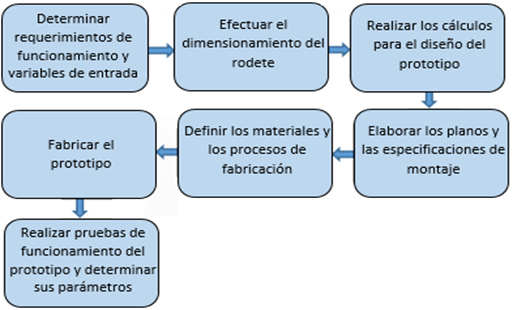 Determinar
requerimientos de
funcionamiento y
variables de entrada
Efectuar el
dimensionamiento del
rodete
Realizar los cálculos
para el diseño del
prototipo
Elaborar los planos y
las especificaciones de
montaje
Definir los materiales y
los procesos de
fabricación
Fabricar el
prototipo
Realizar pruebas de
funcionamiento del
prototipo y determinar
sus parámetros